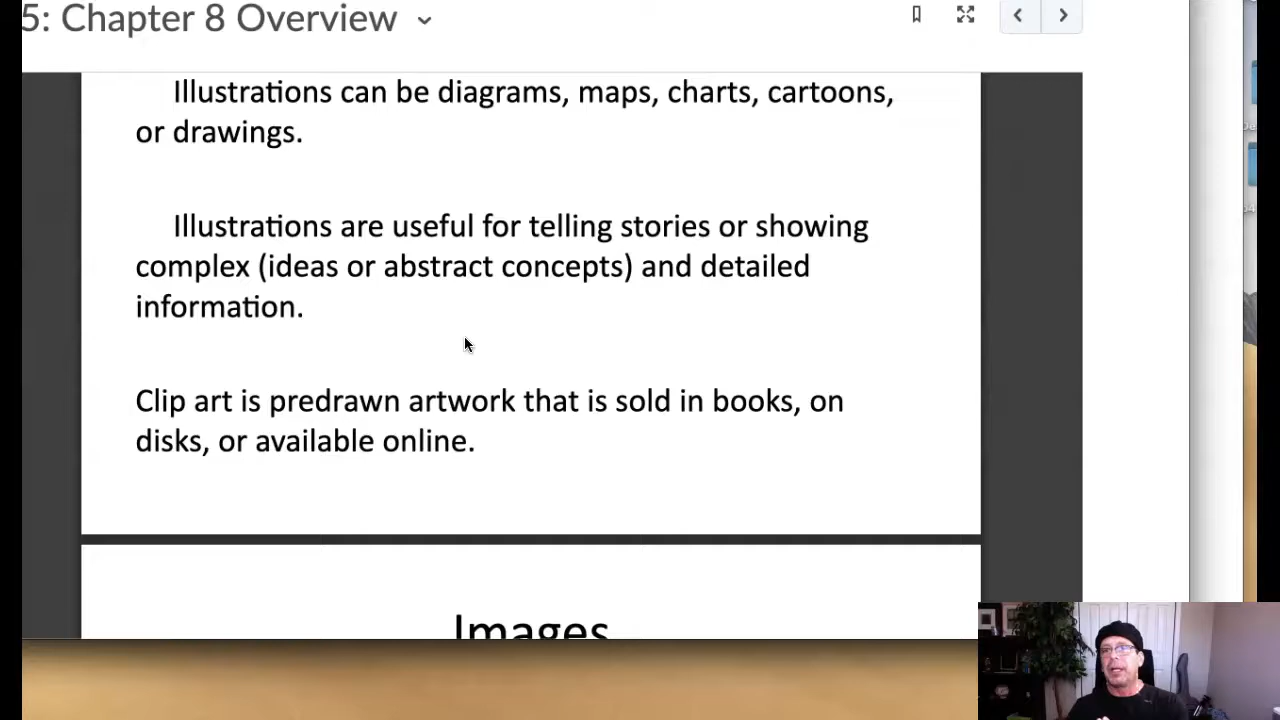 5: Chapter 8 Overview
Illustrations can be diagrams, maps, charts, cartoons,
or drawings.
Illustrations are useful for telling stories or showing
complex (ideas or abstract concepts) and detailed
information.
Clip art is predrawn artwork that is sold in books, on
disks, or available online.
Images